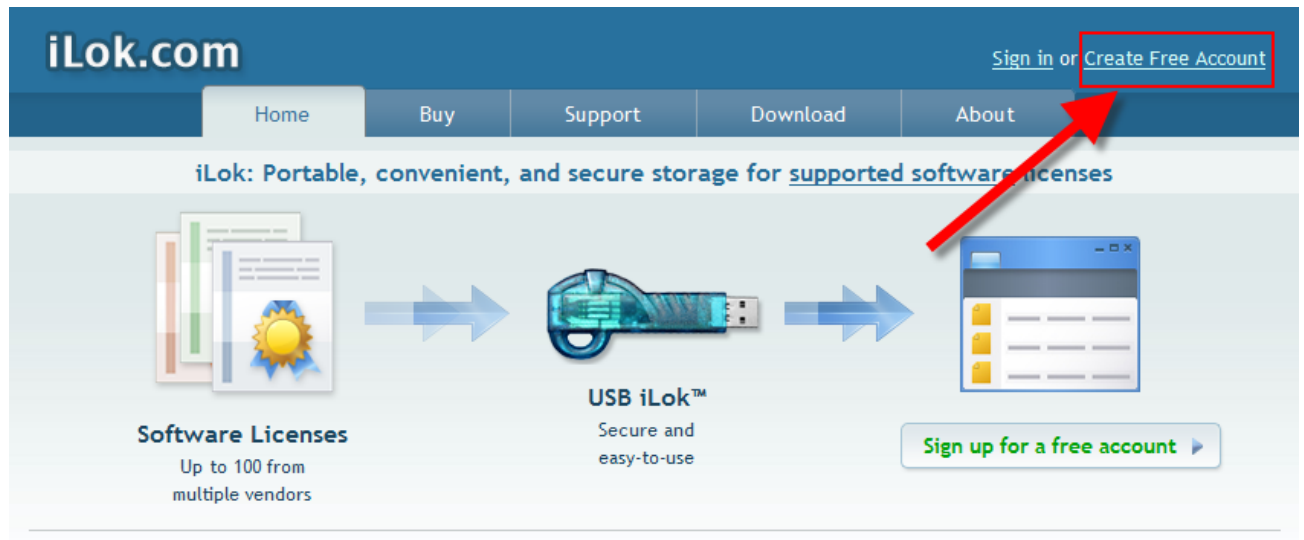 iLok.com
Sign in or Create Free Account
Home Buy Support Download About
iLok: Portable, convenient, and secure storage for supported software licenses
Software Licenses
Up to 100 from
multiple vendors
USB iLok™
Secure and
easy-to-use
Sign up for a free account